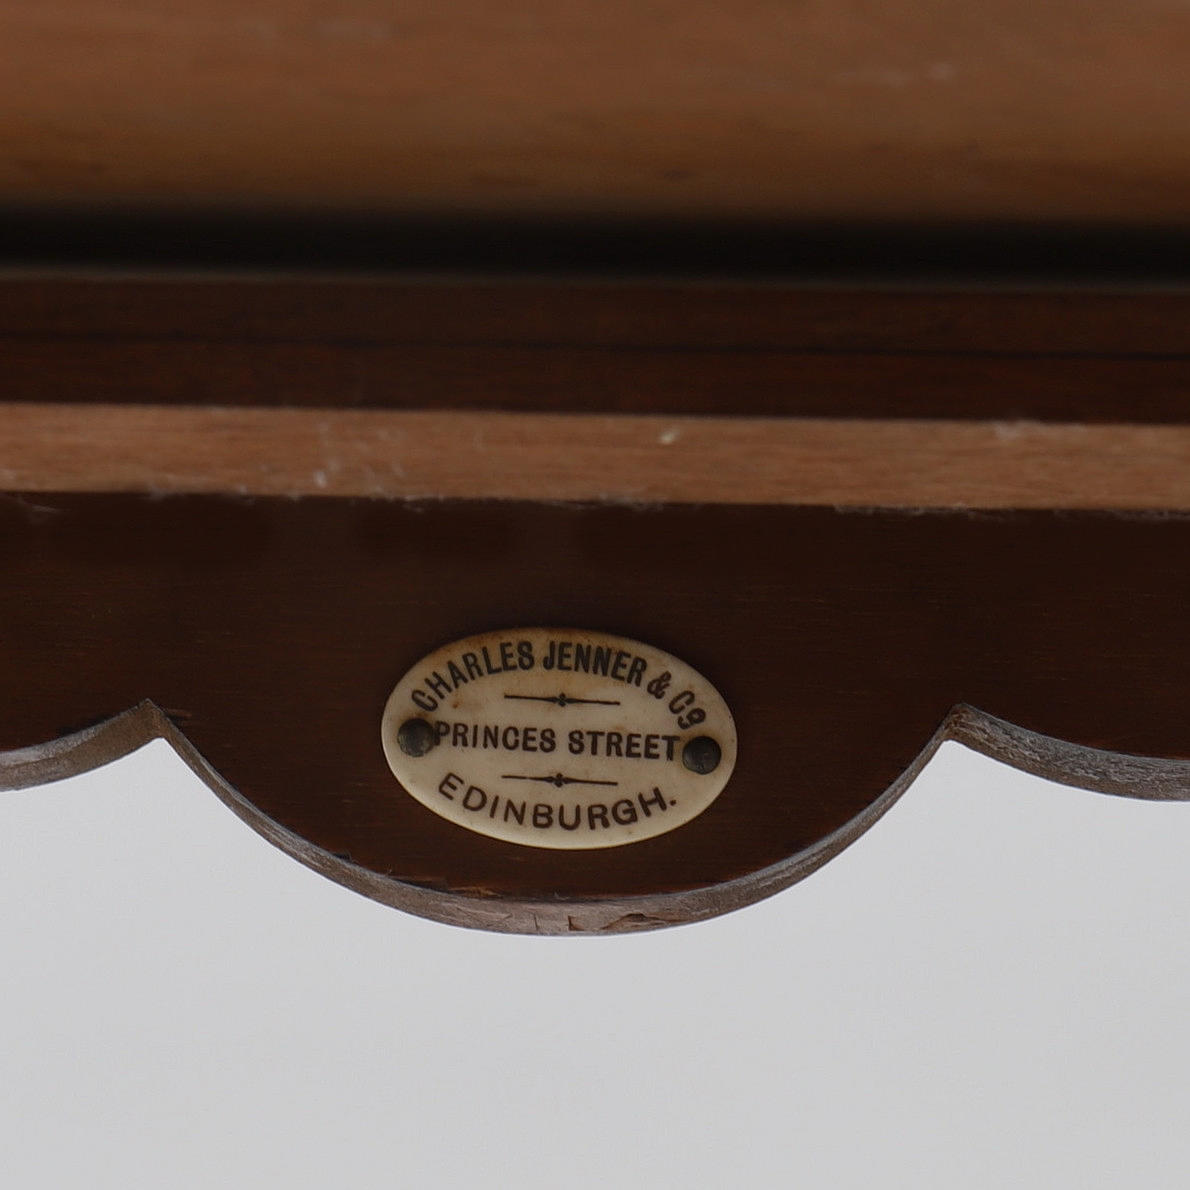 CHARLES JENNER & Co
PRINCES STREET
EDINBURGH.